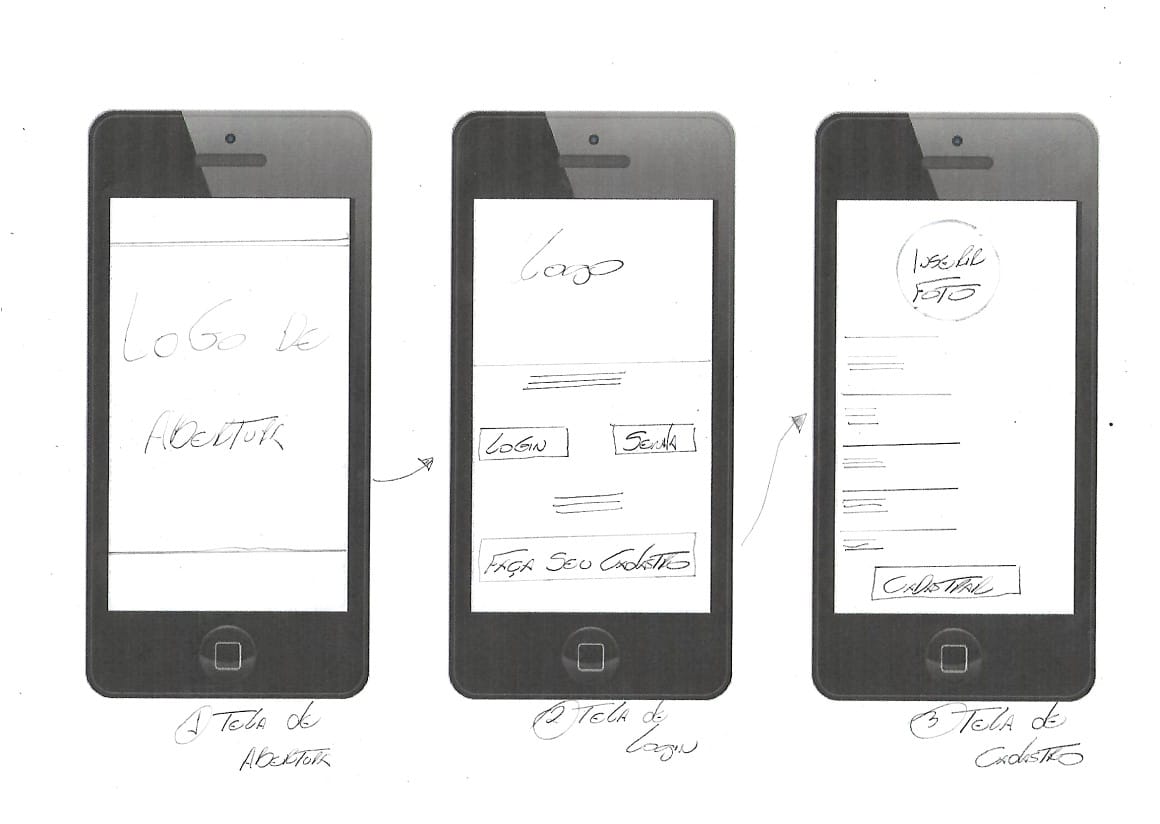 LOGO DE
ABERTURA
Logo
LOGIN
SENHA
FAÇA SEU CADASTRO
INSERIR
FOTO
CADASTRAR
1 TELA DE
ABERTURA
2 TELA DE
LOGIN
3 TELA DE
CADASTRO